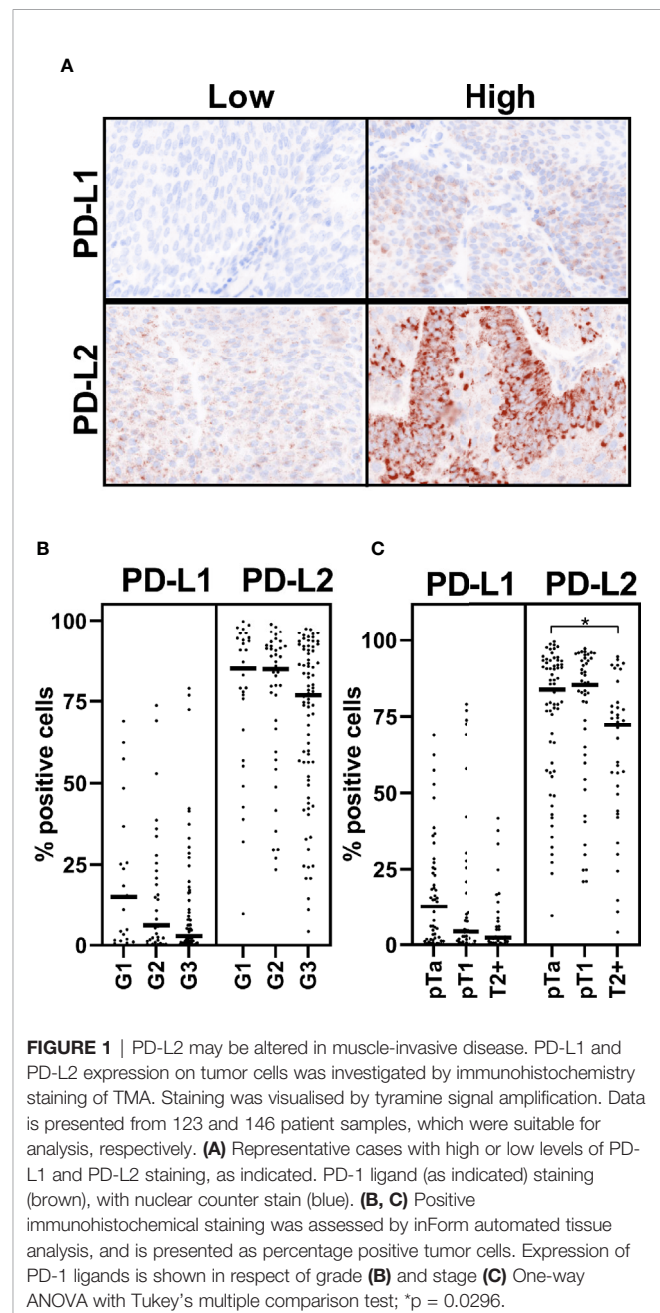 A
Low High
PD-L1
PD-L2
B
PD-L1 PD-L2
% positive cells
100
75
50
25
0
G1 G2 G3 G1 G2 G3
C
PD-L1 PD-L2
*
% positive cells
100
75
50
25
0
pTa pT1 T2+ pTa pT1 T2+
FIGURE 1 | PD-L2 may be altered in muscle-invasive disease. PD-L1 and
PD-L2 expression on tumor cells was investigated by immunohistochemistry
staining of TMA. Staining was visualised by tyramine signal amplification. Data
is presented from 123 and 146 patient samples, which were suitable for
analysis, respectively. (A) Representative cases with high or low levels of PD-
L1 and PD-L2 staining, as indicated. PD-1 ligand (as indicated) staining
(brown), with nuclear counter stain (blue). (B, C) Positive
immunohistochemical staining was assessed by inForm automated tissue
analysis, and is presented as percentage positive tumor cells. Expression of
PD-1 ligands is shown in respect of grade (B) and stage (C) One-way
ANOVA with Tukey's multiple comparison test; *p = 0.0296.